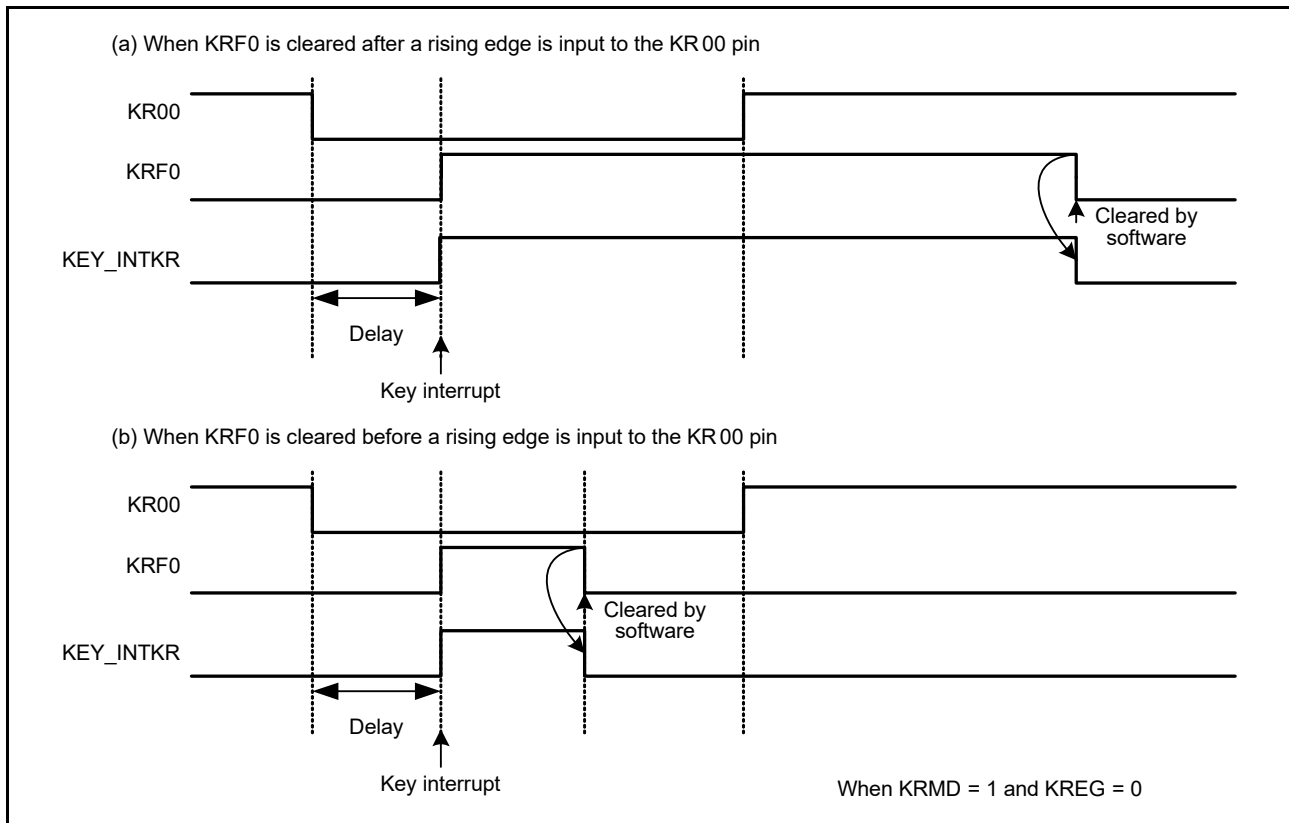 (a) When KRF0 is cleared after a rising edge is input to the KR00 pin
KR00
KRF0
Cleared by
software
KEY_INTKR
Delay
Key interrupt
(b) When KRF0 is cleared before a rising edge is input to the KR00 pin
KR00
KRF0
Cleared by
software
KEY_INTKR
Delay
Key interrupt
When KRMD = 1 and KREG = 0